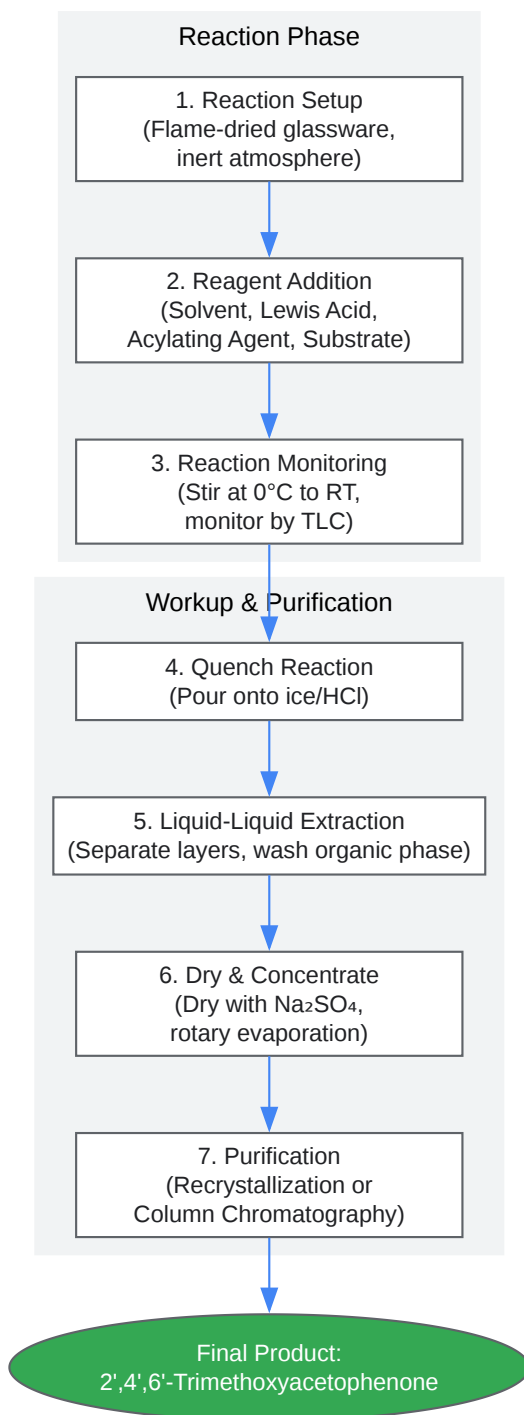 Reaction Phase
1. Reaction Setup
(Flame-dried glassware,
inert atmosphere)
2. Reagent Addition
(Solvent, Lewis Acid,
Acylating Agent, Substrate)
3. Reaction Monitoring
(Stir at 0°C to RT,
monitor by TLC)
Workup & Purification
4. Quench Reaction
(Pour onto ice/HCl)
5. Liquid-Liquid Extraction
(Separate layers, wash organic phase)
6. Dry & Concentrate
(Dry with Na₂SO₄,
rotary evaporation)
7. Purification
(Recrystallization or
Column Chromatography)
Final Product:
2',4',6'-Trimethoxyacetophenone